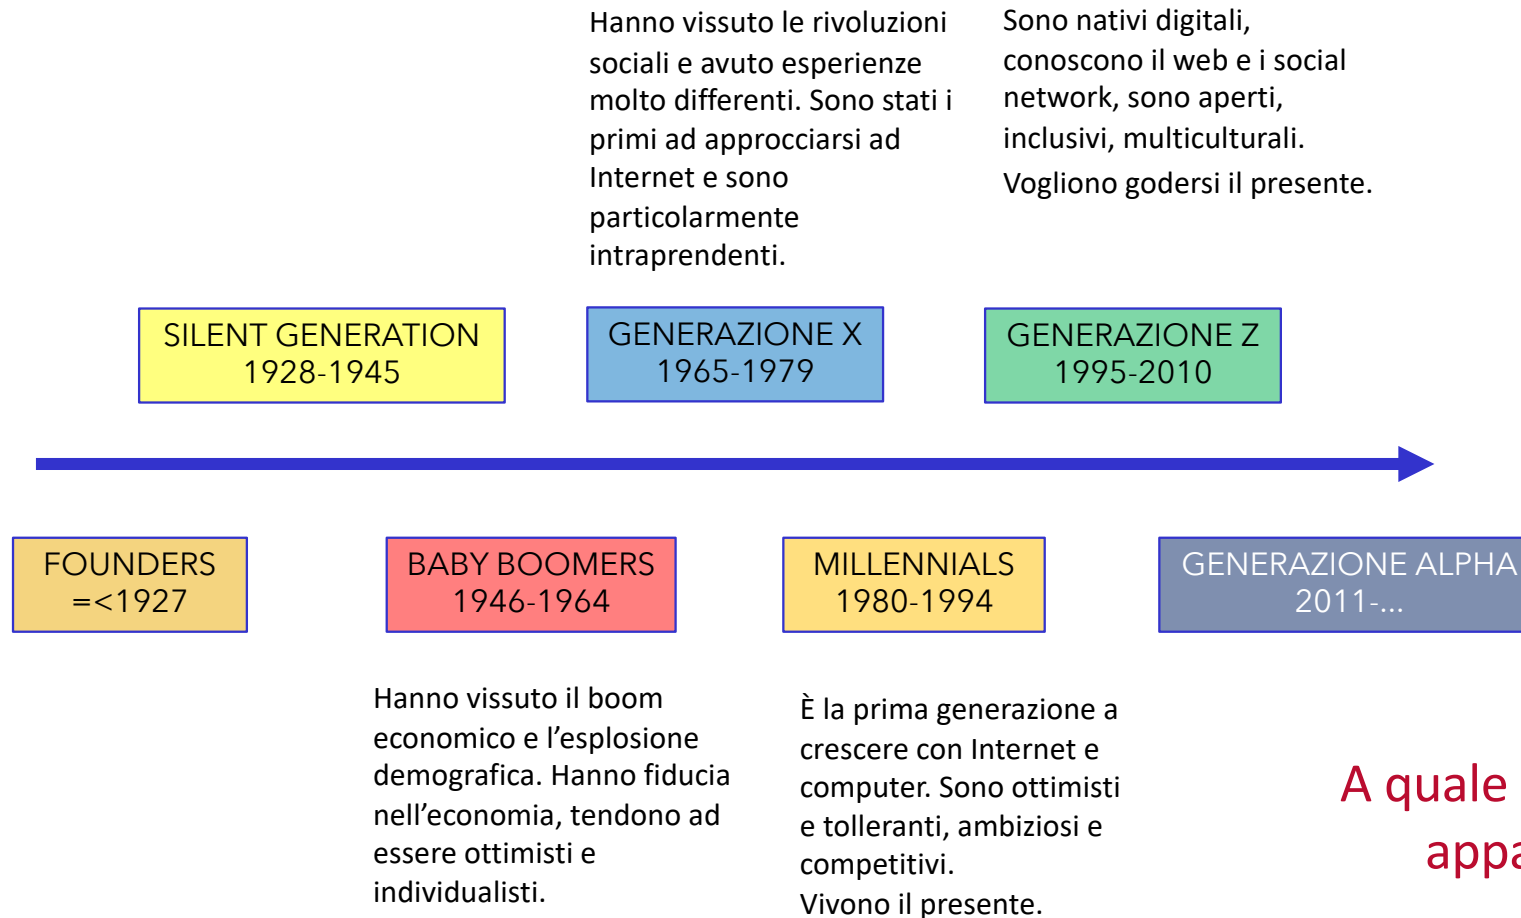 Hanno vissuto le rivoluzioni
sociali e avuto esperienze
molto differenti. Sono stati i
primi ad approcciarsi ad
Internet e sono
particolarmente
intraprendenti.
Sono nativi digitali,
conoscono il web e i social
network, sono aperti,
inclusivi, multiculturali.
Vogliono godersi il presente.
SILENT GENERATION
1928-1945
GENERAZIONE X
1965-1979
GENERAZIONE Z
1995-2010
FOUNDERS
=<1927
BABY BOOMERS
1946-1964
MILLENNIALS
1980-1994
GENERAZIONE ALPHA
2011-...
Hanno vissuto il boom
economico e l’esplosione
demografica. Hanno fiducia
nell’economia, tendono ad
essere ottimisti e
individualisti.
È la prima generazione a
crescere con Internet e
computer. Sono ottimisti
e tolleranti, ambiziosi e
competitivi.
Vivono il presente.
A quale